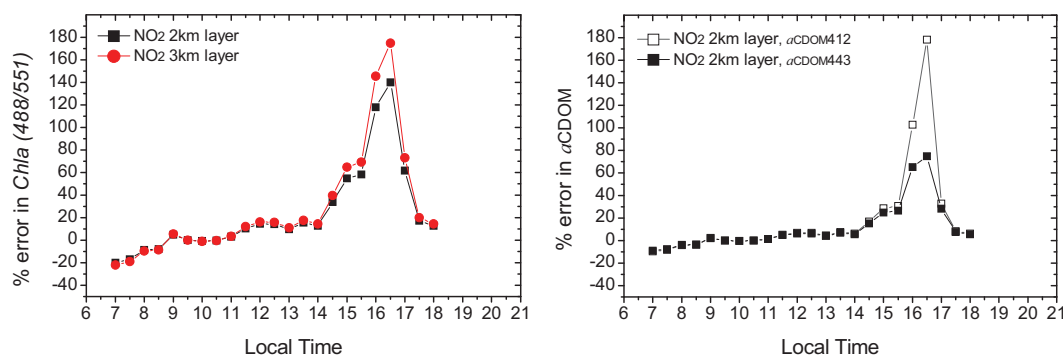 % error in Chla (488/551)
180
160
140
120
100
80
60
40
20
0
-20
-40
NO2 2km layer
NO2 3km layer
6 7 8 9 10 11 12 13 14 15 16 17 18 19 20 21
Local Time
% error in aCDOM
180
160
140
120
100
80
60
40
20
0
-20
-40
NO2 2km layer, aCDOM412
NO2 2km layer, aCDOM443
6 7 8 9 10 11 12 13 14 15 16 17 18 19 20 21
Local Time